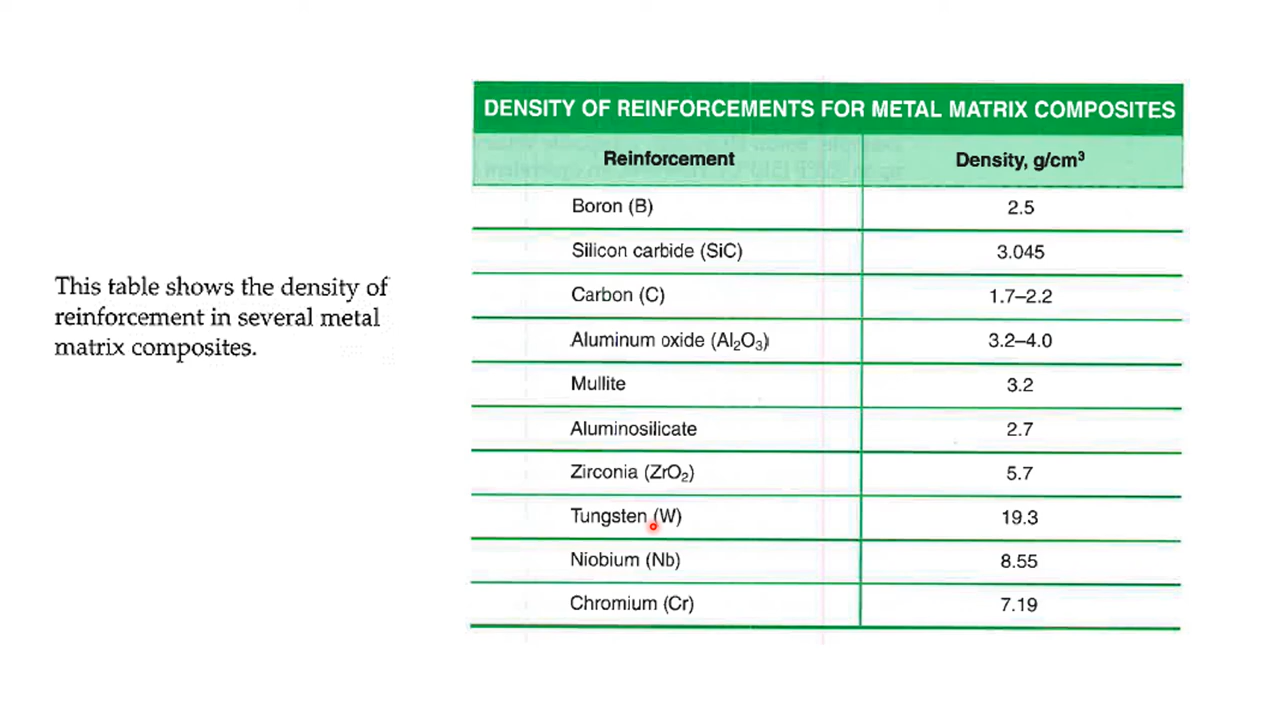 This table shows the density of
reinforcement in several metal
matrix composites.
DENSITY OF REINFORCEMENTS FOR METAL MATRIX COMPOSITES
Reinforcement Density, g/cm³
Boron (B) 2.5
Silicon carbide (SiC) 3.045
Carbon (C) 1.7–2.2
Aluminum oxide (Al₂O₃) 3.2–4.0
Mullite 3.2
Aluminosilicate 2.7
Zirconia (ZrO₂) 5.7
Tungsten (W) 19.3
Niobium (Nb) 8.55
Chromium (Cr) 7.19